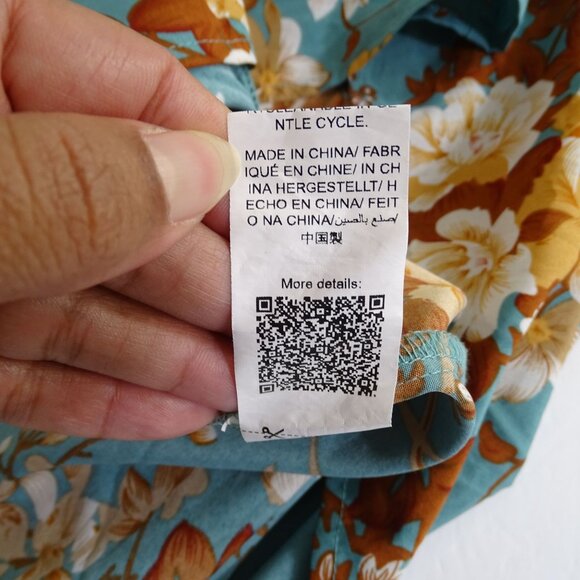 NTLE CYCLE.
MADE IN CHINA/ FABR
IQUÉ EN CHINE/ IN CH
INA HERGESTELLT/ H
ECHO EN CHINA/ FEIT
O NA CHINA/صنع بالصين/
中国製
More details: